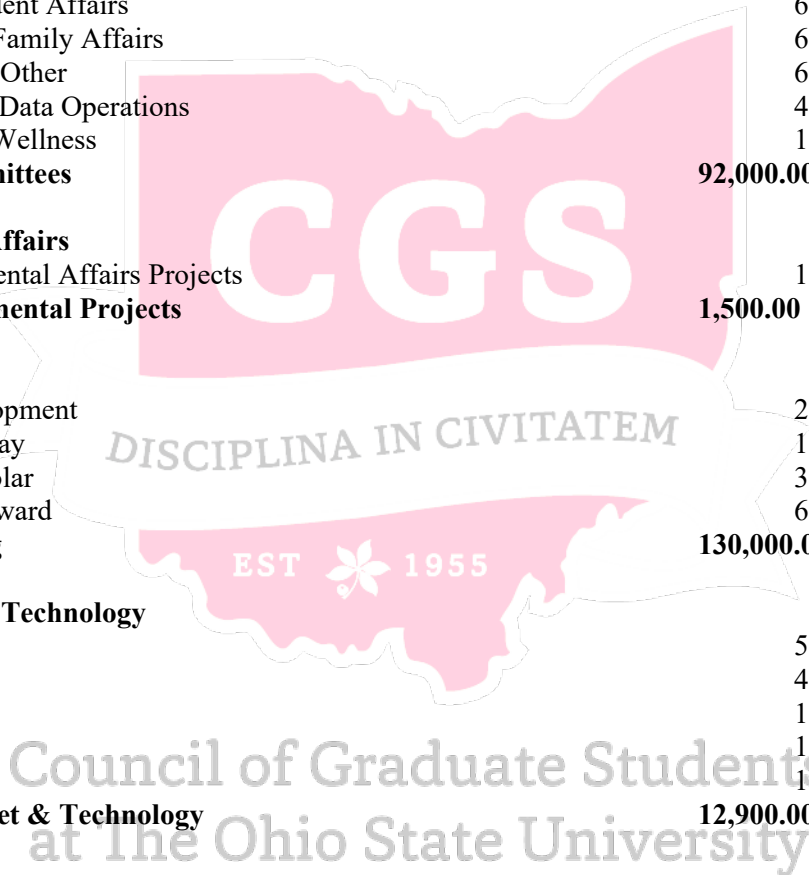 dent Affairs 6
Family Affairs 6
Other 6
Data Operations 4
Wellness 1
mittees 92,000.00
CGS
Affairs
ental Affairs Projects 1
mental Projects 1,500.00
opment 2
DISCIPLINA IN CIVITATEM
ay 1
olar 3
ward 6
g 130,000.0
EST 1955
Technology
5
4
1
Council of Graduate Students
1
1
et & Technology 12,900.00
at The Ohio State University